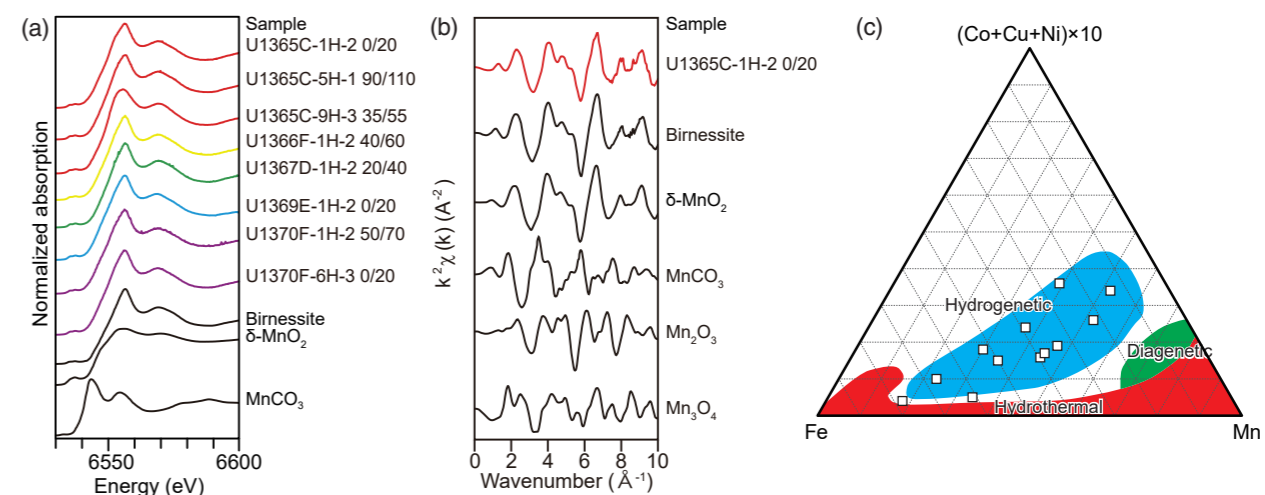 (a)
Normalized absorption
Sample
U1365C-1H-2 0/20
U1365C-5H-1 90/110
U1365C-9H-3 35/55
U1366F-1H-2 40/60
U1367D-1H-2 20/40
U1369E-1H-2 0/20
U1370F-1H-2 50/70
U1370F-6H-3 0/20
Birnessite
δ-MnO₂
MnCO₃
6550
6600
Energy (eV)
(b)
k²χ(k) (A⁻²)
Sample
U1365C-1H-2 0/20
Birnessite
δ-MnO₂
MnCO₃
Mn₂O₃
Mn₃O₄
0 2 4 6 8 10
Wavenumber (Å⁻¹)
(c)
(Co+Cu+Ni)×10
Hydrogenetic
Diagenetic
Hydrothermal
Fe
Mn